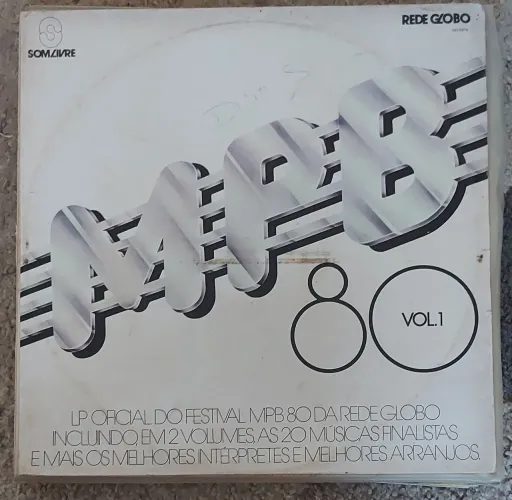 SOM LIVRE
REDE GLOBO
MPB
80
VOL.1
LP OFICIAL DO FESTIVAL MPB 80 DA REDE GLOBO
INCLUINDO, EM 2 VOLUMES, AS 20 MÚSICAS FINALISTAS
E MAIS OS MELHORES INTÉRPRETES E MELHORES ARRANJOS.